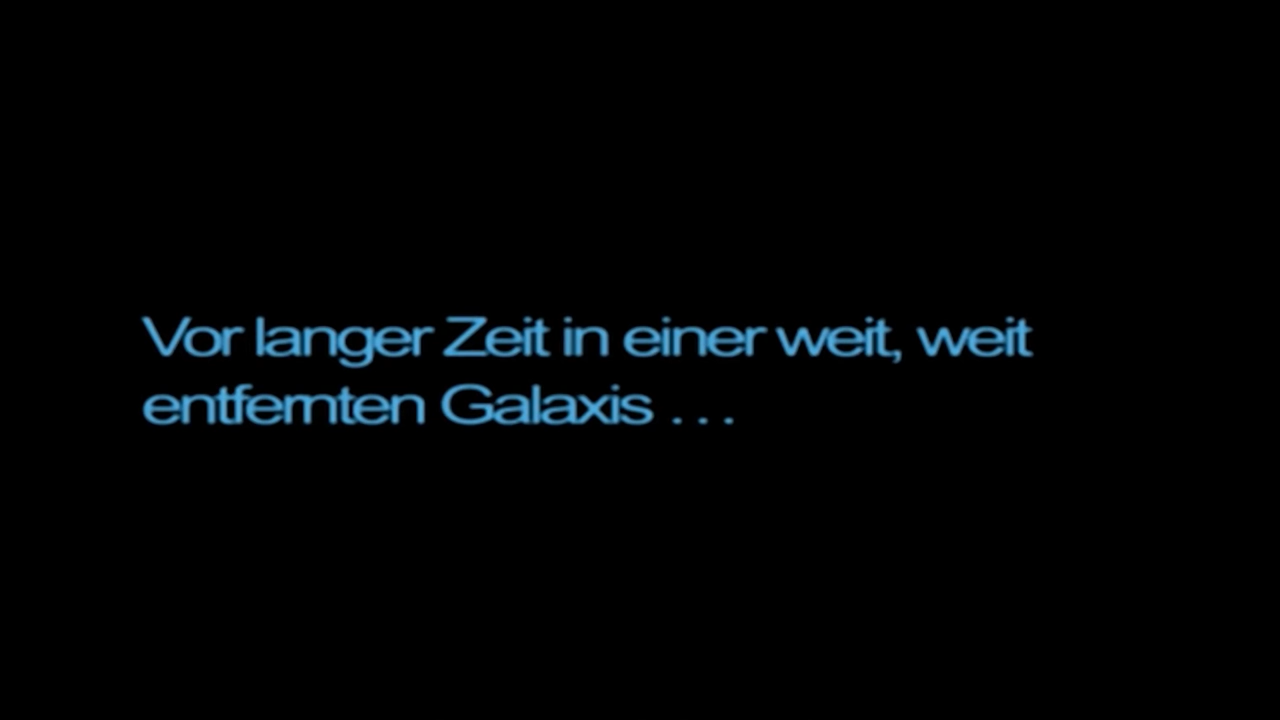 Vor langer Zeit in einer weit, weit
entfernten Galaxis . . .